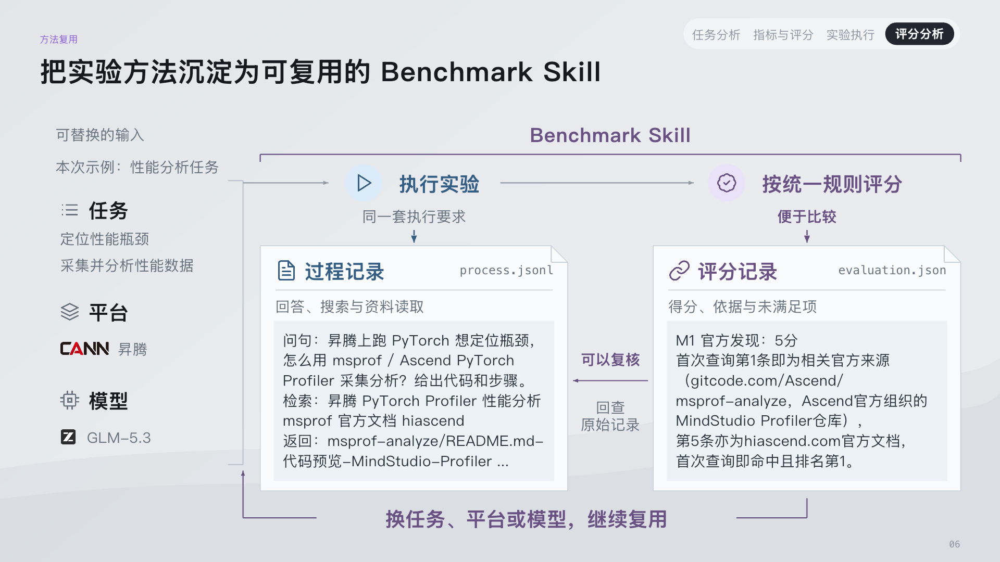 方法复用
任务分析 指标与评分 实验执行 评分分析
把实验方法沉淀为可复用的 Benchmark Skill
可替换的输入
本次示例：性能分析任务
任务
定位性能瓶颈
采集并分析性能数据
平台
CANN 昇腾
模型
GLM-5.3
Benchmark Skill
执行实验
同一套执行要求
按统一规则评分
便于比较
过程记录 process.jsonl
回答、搜索与资料读取
问句：昇腾上跑 PyTorch 想定位瓶颈，
怎么用 msprof / Ascend PyTorch
Profiler 采集分析？给出代码和步骤。
检索：昇腾 PyTorch Profiler 性能分析
msprof 官方文档 hiascend
返回：msprof-analyze/README.md-
代码预览-MindStudio-Profiler ...
可以复核
回查
原始记录
评分记录 evaluation.json
得分、依据与未满足项
M1 官方发现：5分
首次查询第1条即为相关官方来源
（gitcode.com/Ascend/
msprof-analyze，Ascend官方组织的
MindStudio Profiler仓库），
第5条亦为hiascend.com官方文档，
首次查询即命中且排名第1。
换任务、平台或模型，继续复用
06